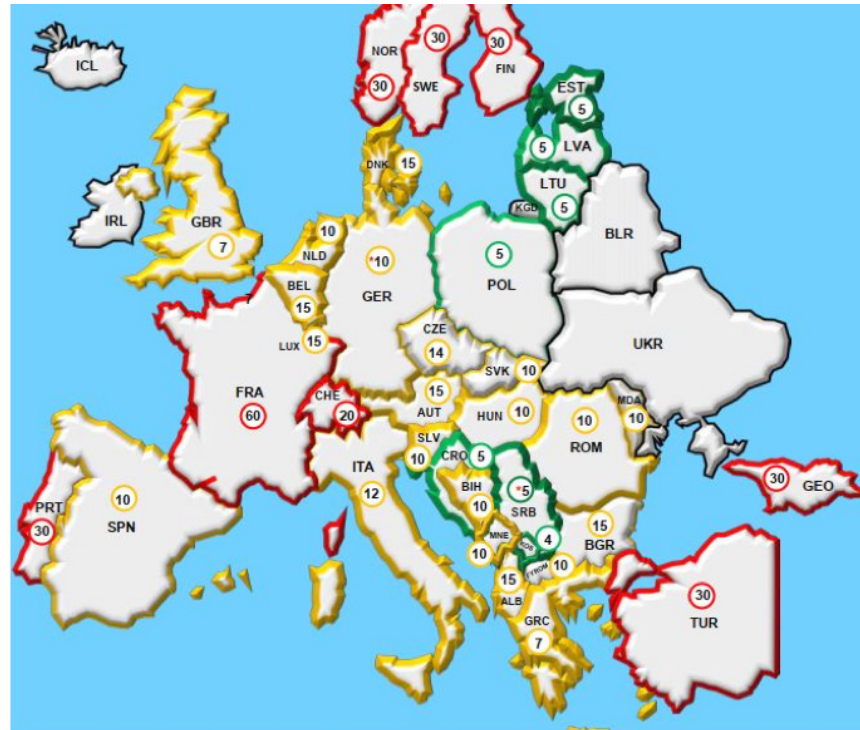 ICL
NOR
30
SWE
30
FIN
30
EST
5
5
LVA
LTU
5
KGD
BLR
DNK
15
IRL
GBR
7
10
NLD
BEL
15
*10
GER
5
POL
LUX
15
CZE
14
SVK
10
UKR
FRA
60
CHE
20
15
AUT
HUN
10
MDA
10
10
ROM
SLV
10
CRO
5
ITA
12
BIH
10
*5
SRB
MNE
10
KOS
4
15
BGR
FYROM
10
15
ALB
GRC
7
PRT
30
10
SPN
30
GEO
30
TUR